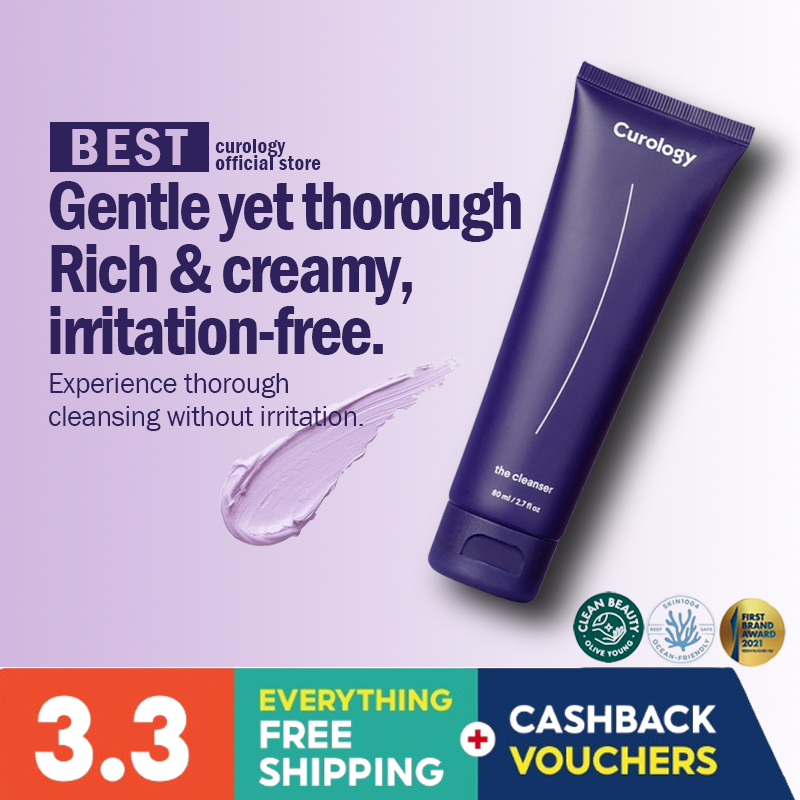 BEST
curology
official store
Gentle yet thorough
Rich & creamy,
irritation-free.
Experience thorough
cleansing without irritation.
Curology
the cleanser
80 ml / 2.7 fl oz
CLEAN BEAUTY
OLIVE YOUNG
SKIN1004
REEF SAFE
OCEAN-FRIENDLY
FIRST
BRAND
AWARD
2021
3.3
EVERYTHING
FREE
SHIPPING
+
CASHBACK
VOUCHERS